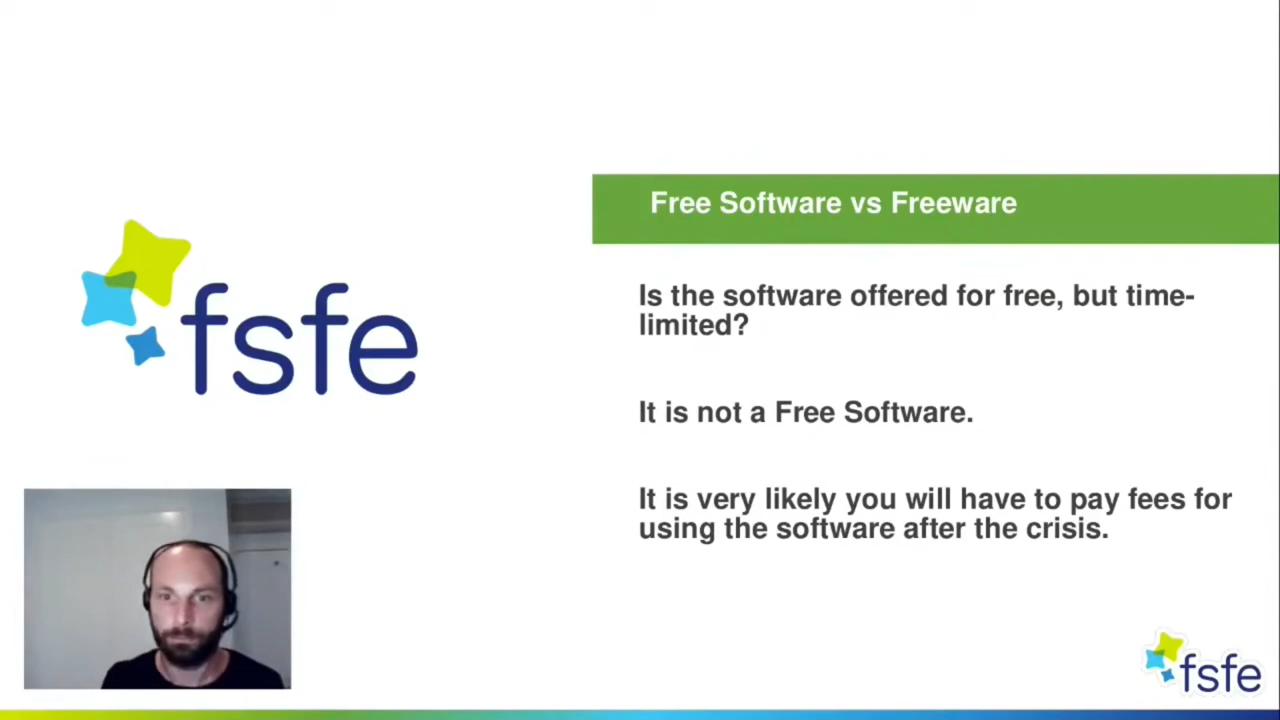 fsfe
Free Software vs Freeware
Is the software offered for free, but time-
limited?
It is not a Free Software.
It is very likely you will have to pay fees for
using the software after the crisis.
fsfe